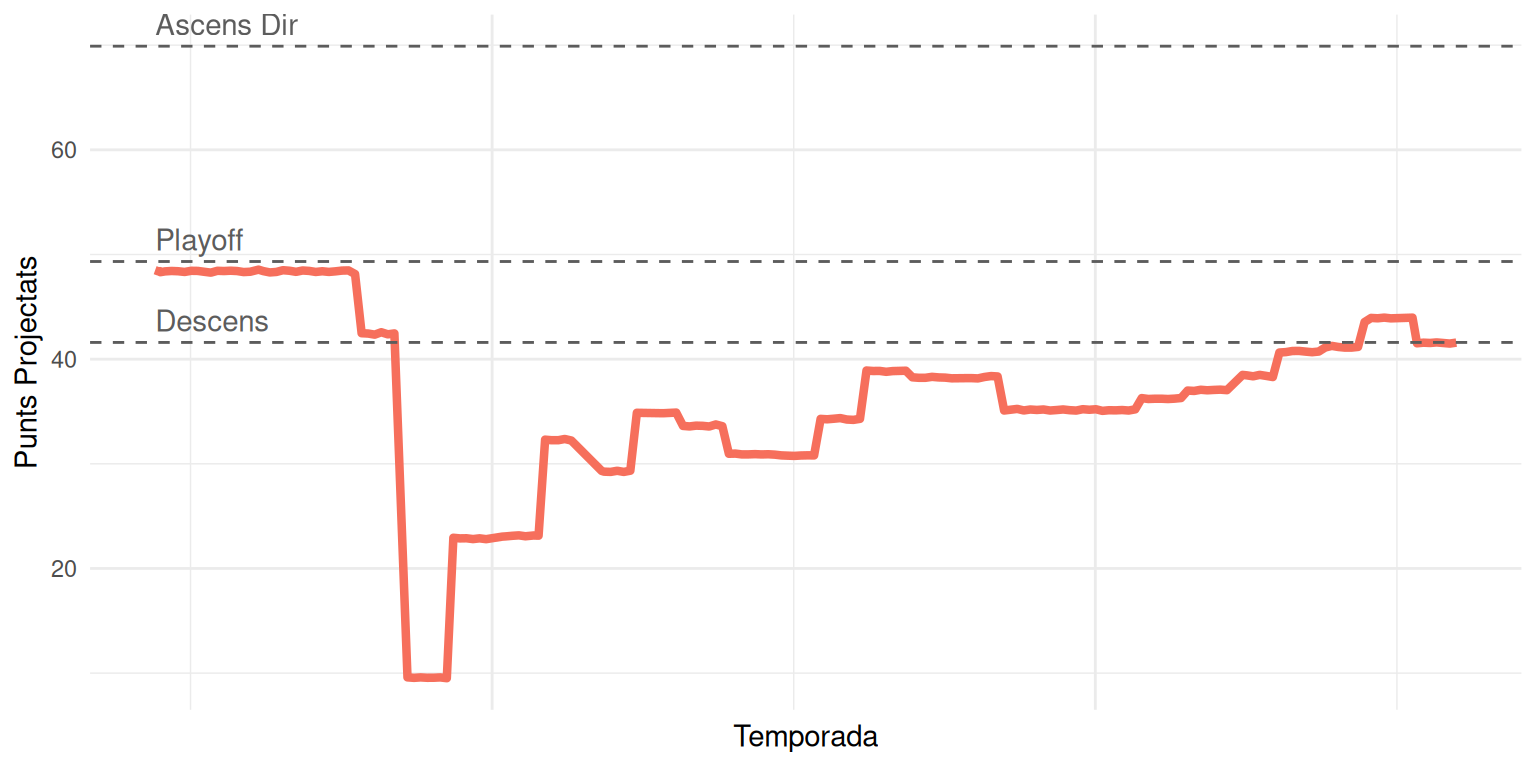 Ascens Dir
60
Playoff
Descens
40
20
Punts Projectats
Temporada